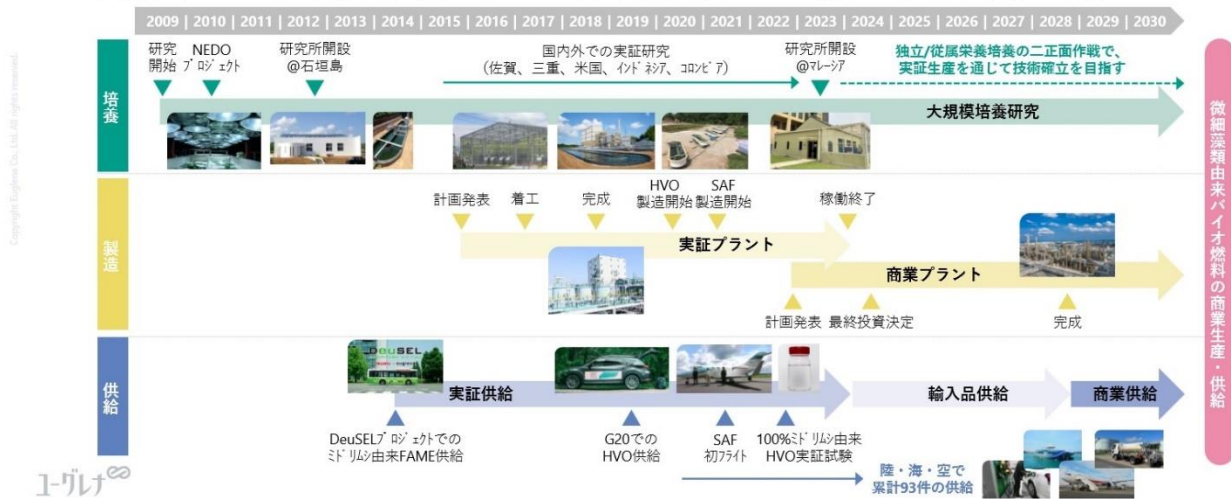 2009 | 2010 | 2011 | 2012 | 2013 | 2014 | 2015 | 2016 | 2017 | 2018 | 2019 | 2020 | 2021 | 2022 | 2023 | 2024 | 2025 | 2026 | 2027 | 2028 | 2029 | 2030
培養
研究
開始
NEDO
プロジェクト
研究所開設
@石垣島
国内外での実証研究
(佐賀、三重、米国、インドネシア、コロンビア)
研究所開設
@マレーシア
独立/従属栄養培養の二正面作戦で、
実証生産を通じて技術確立を目指す
大規模培養研究
製造
計画発表
着工
完成
HVO
製造開始
SAF
製造開始
稼働終了
実証プラント
商業プラント
計画発表
最終投資決定
完成
供給
DeuSEL
実証供給
輸入品供給
商業供給
DeuSELプロジェクトでの
ミドリムシ由来FAME供給
G20での
HVO供給
SAF
初フライト
100%ミドリムシ由来
HVO実証試験
陸・海・空で
累計93件の供給
微細藻類由来バイオ燃料の商業生産・供給
ユーグレナ
Copyright Euglena Co., Ltd. All rights reserved.